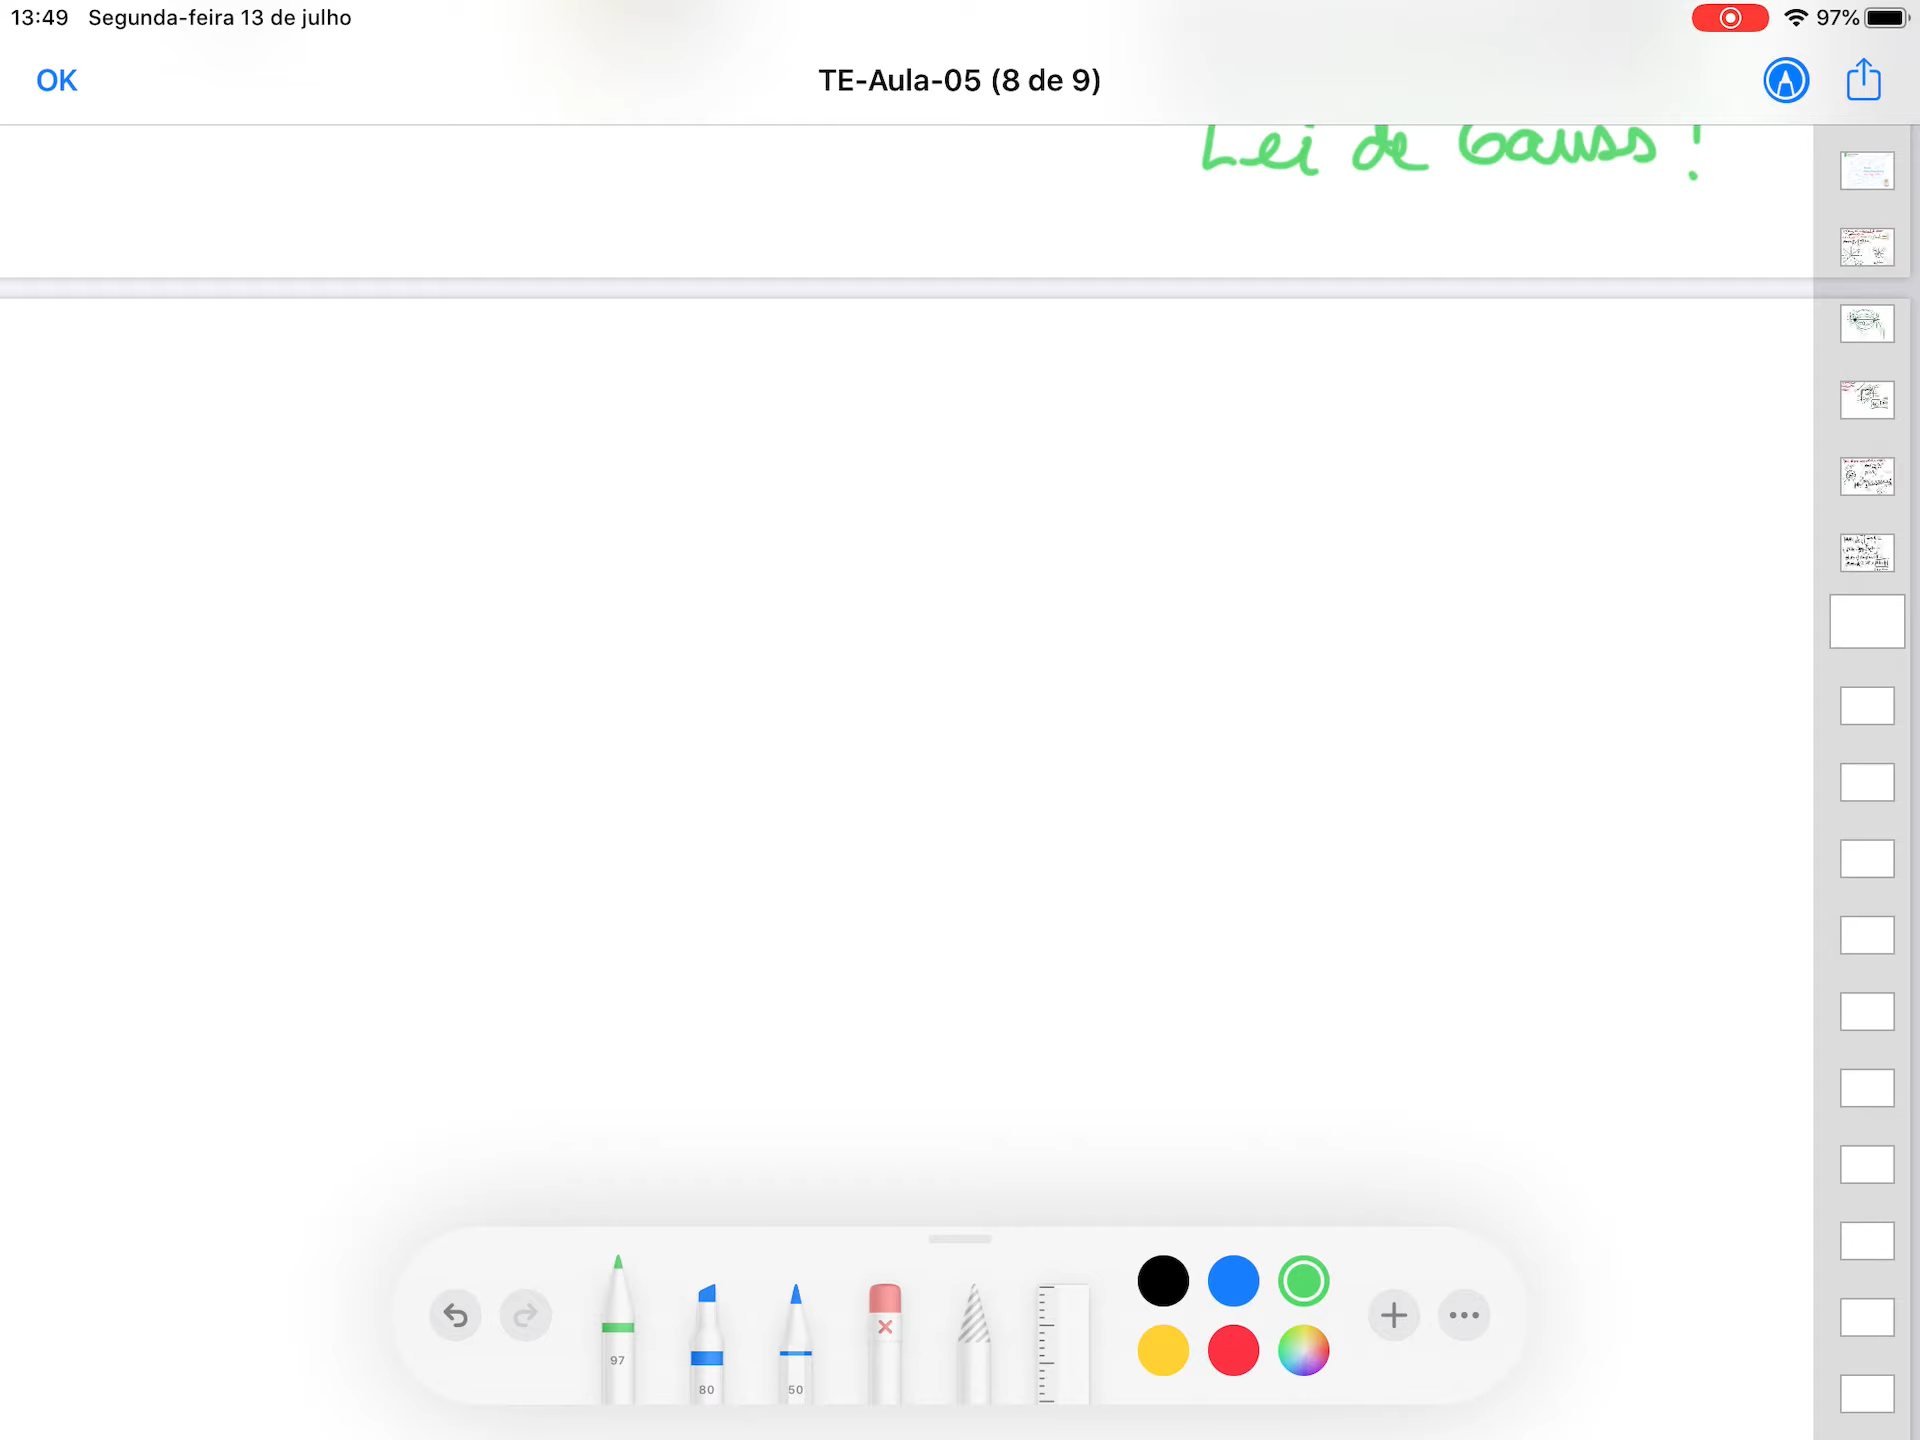 13:49 Segunda-feira 13 de julho
97%
OK
TE-Aula-05 (8 de 9)
Lei de Gauss!
97
80
50